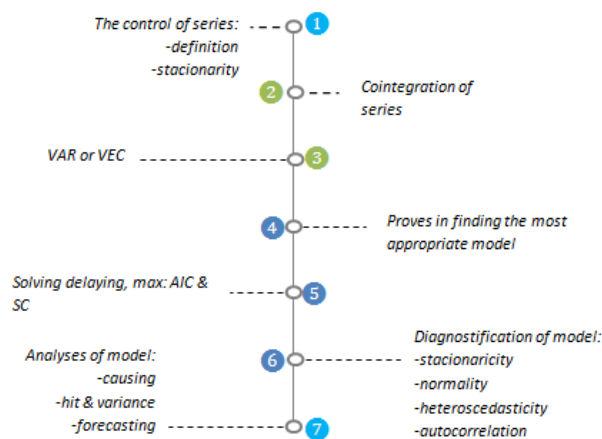 The control of series:
-definition
-stacionarity
1
2
Cointegration of
series
VAR or VEC
3
4
Proves in finding the most
appropriate model
Solving delaying, max: AIC &
SC
5
6
Diagnostification of model:
-stacionaricity
-normality
-heteroscedasticity
-autocorrelation
Analyses of model:
-causing
-hit & variance
-forecasting
7